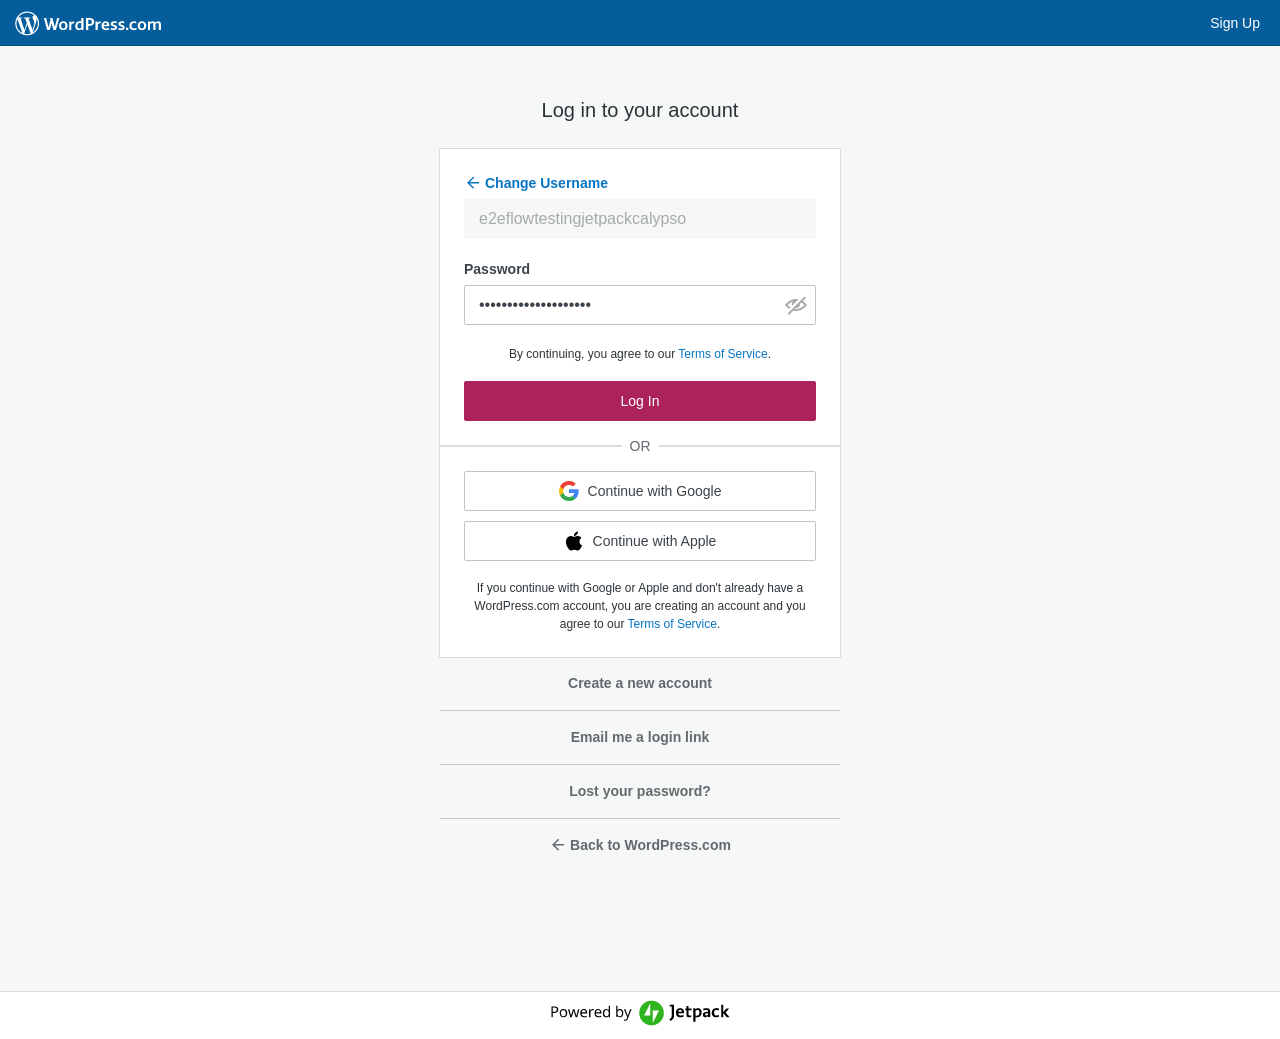 WordPress.com
Sign Up
Log in to your account
Change Username
e2eflowtestingjetpackcalypso
Password
••••••••••••••••••••
By continuing, you agree to our Terms of Service.
Log In
OR
Continue with Google
Continue with Apple
If you continue with Google or Apple and don't already have a
WordPress.com account, you are creating an account and you
agree to our Terms of Service.
Create a new account
Email me a login link
Lost your password?
Back to WordPress.com
Powered by Jetpack